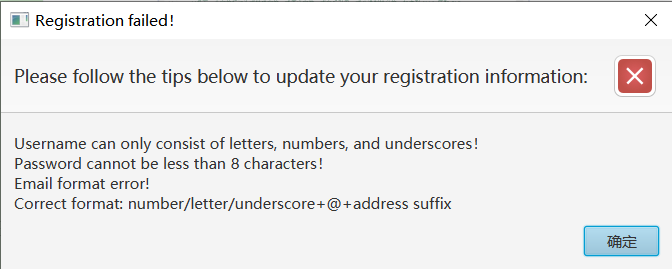 Registration failed!
Please follow the tips below to update your registration information:
Username can only consist of letters, numbers, and underscores!
Password cannot be less than 8 characters!
Email format error!
Correct format: number/letter/underscore+@+address suffix
确定